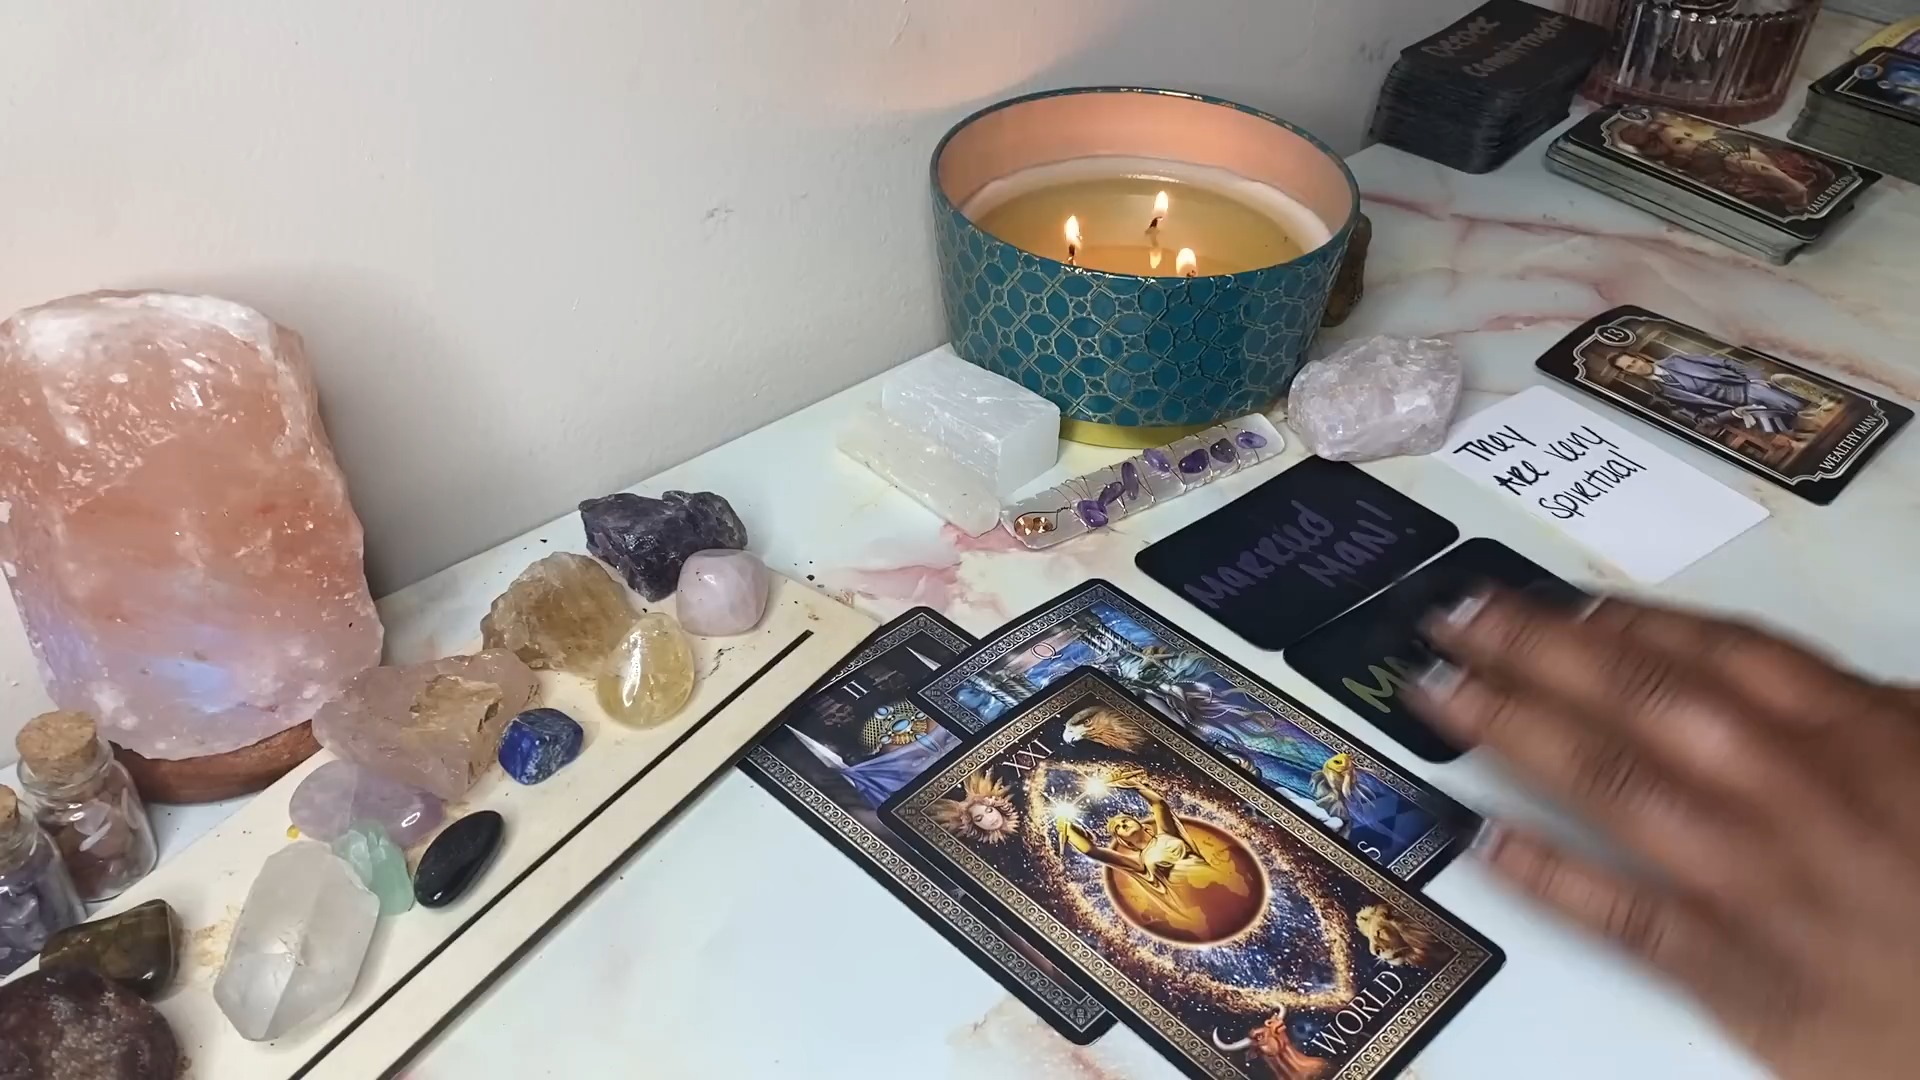 Deeper
commitment
FALSE PERSON
13
WEALTHY MAN
They
Are very
Spiritual
MARRIED
MAN!
II
Q
S
XXI
WORLD